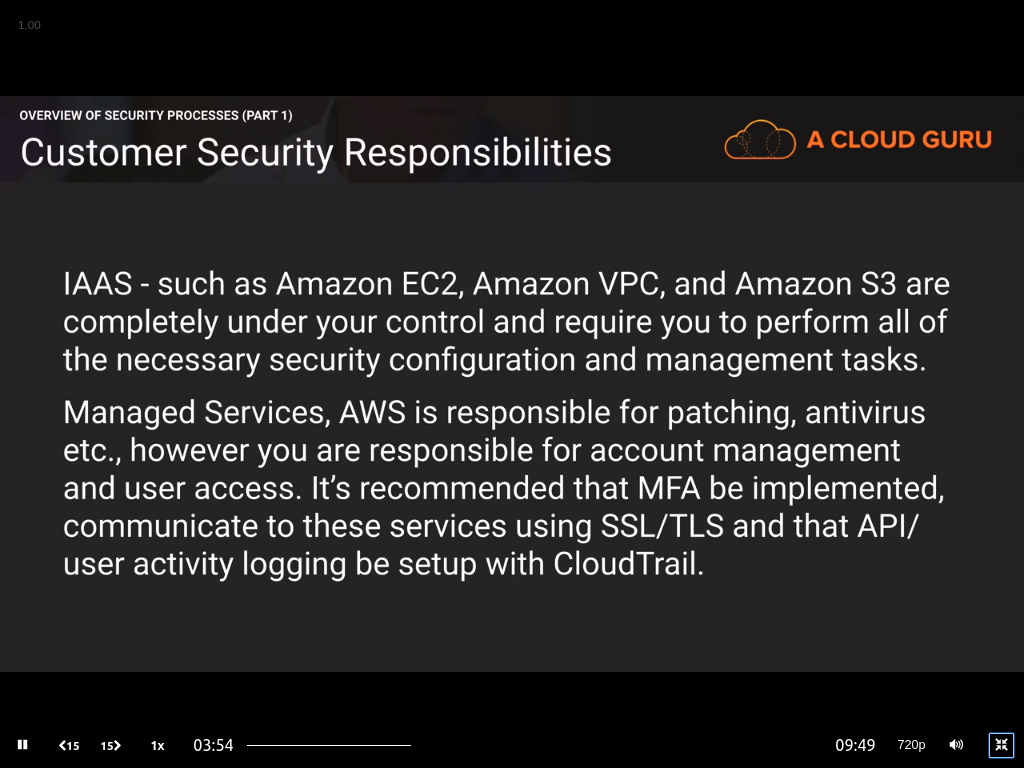 1.00
OVERVIEW OF SECURITY PROCESSES (PART 1)
Customer Security Responsibilities
A CLOUD GURU
IAAS - such as Amazon EC2, Amazon VPC, and Amazon S3 are
completely under your control and require you to perform all of
the necessary security configuration and management tasks.
Managed Services, AWS is responsible for patching, antivirus
etc., however you are responsible for account management
and user access. It’s recommended that MFA be implemented,
communicate to these services using SSL/TLS and that API/
user activity logging be setup with CloudTrail.
15 15 1x 03:54 09:49 720p